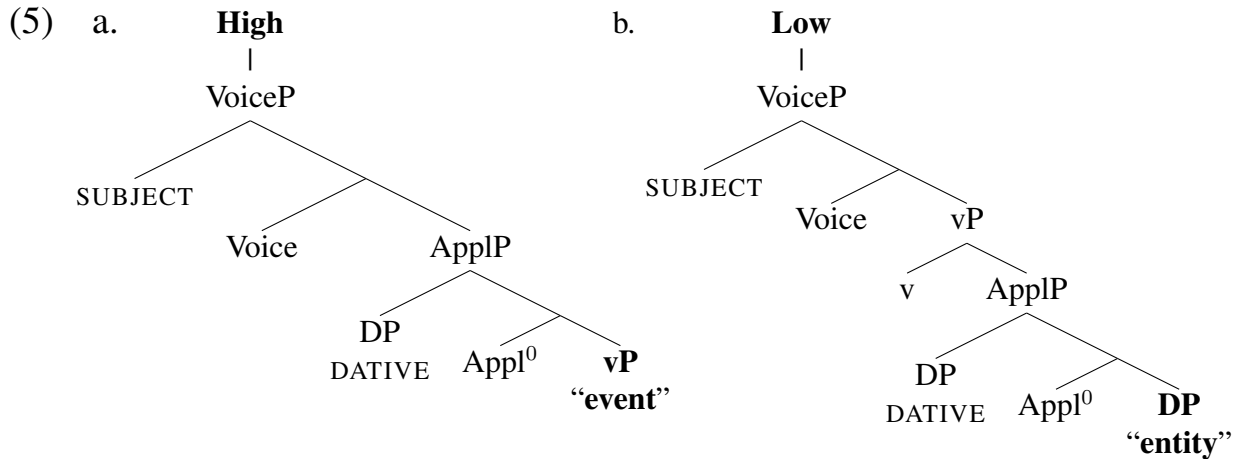 (5) a. High b. Low
VoiceP VoiceP
SUBJECT SUBJECT
Voice ApplP Voice vP
v ApplP
DP
DATIVE Appl⁰ vP
“event”
DP
DATIVE Appl⁰ DP
“entity”